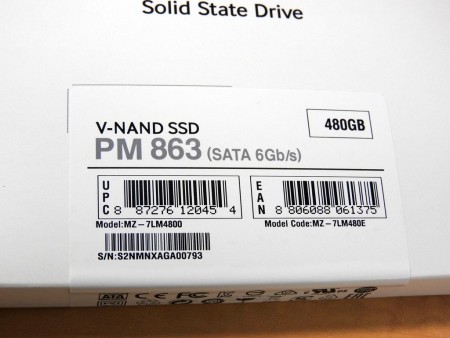 Solid State Drive
V-NAND SSD
480GB
PM 863 (SATA 6Gb/s)
UPC
8 87276 12045 4
EAN
8 806088 061375
Model:MZ-7LM4800
Model Code:MZ-7LM480E
S/N:S2NMNXAGA00793